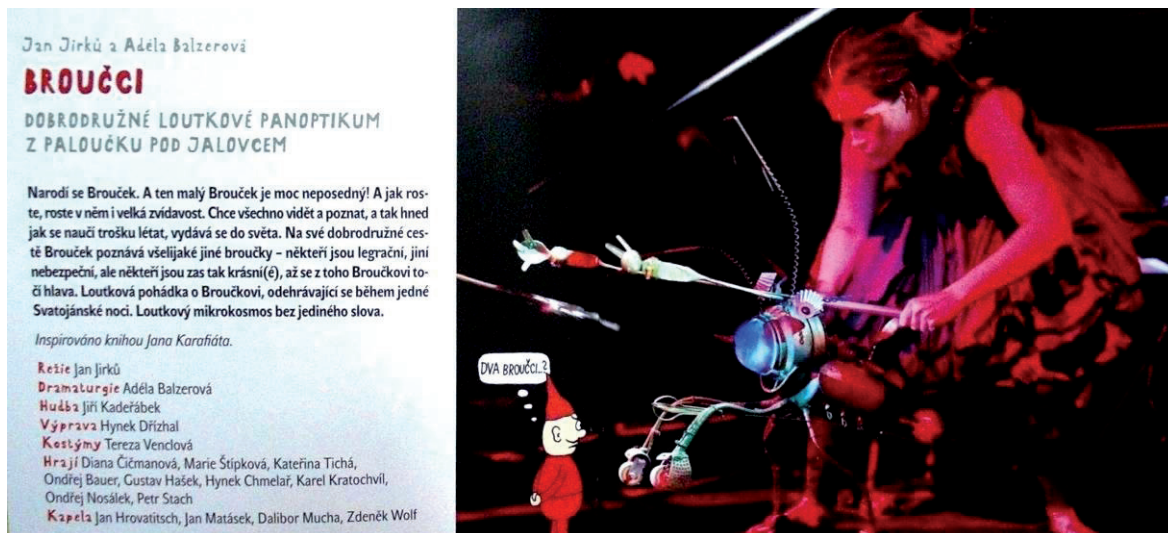 Jan Jirků a Adéla Balzerová
BROUČCI
DOBRODRUŽNÉ LOUTKOVÉ PANOPTIKUM
Z PALOUČKU POD JALOVCEM
Narodí se Brouček. A ten malý Brouček je moc neposedný! A jak ros-
te, roste v něm i velká zvídavost. Chce všechno vidět a poznat, a tak hned
jak se naučí trošku létat, vydává se do světa. Na své dobrodružné ces-
tě Brouček poznává všelijaké jiné broučky – někteří jsou legrační, jiní
nebezpeční, ale někteří jsou zas tak krásní(é), až se z toho Broučkovi to-
čí hlava. Loutková pohádka o Broučkovi, odehrávající se během jedné
Svatojánské noci. Loutkový mikrokosmos bez jediného slova.
Inspirováno knihou Jana Karafiáta.
Režie Jan Jirků
Dramaturgie Adéla Balzerová
Hudba Jiří Kadeřábek
Výprava Hynek Dřízhal
Kostýmy Tereza Venclová
Hrají Diana Čičmanová, Marie Štípková, Kateřina Tichá,
Ondřej Bauer, Gustav Hašek, Hynek Chmelař, Karel Kratochvíl,
Ondřej Nosálek, Petr Stach
Kapela Jan Hrovatitsch, Jan Matásek, Dalibor Mucha, Zdeněk Wolf
DVA BROUČCI..?